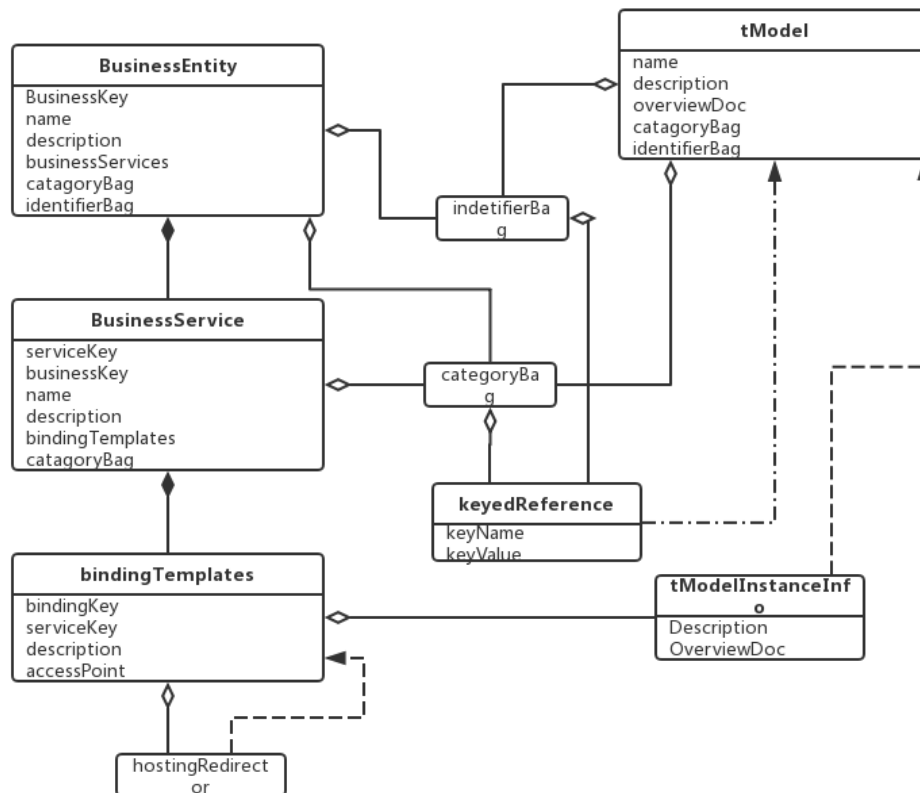 tModel
name
description
overviewDoc
catagoryBag
identifierBag
BusinessEntity
BusinessKey
name
description
businessServices
catagoryBag
identifierBag
indetifierBa
g
BusinessService
serviceKey
businessKey
name
description
bindingTemplates
catagoryBag
categoryBa
g
keyedReference
keyName
keyValue
bindingTemplates
bindingKey
serviceKey
description
accessPoint
tModelInstanceInf
o
Description
OverviewDoc
hostingRedirect
or